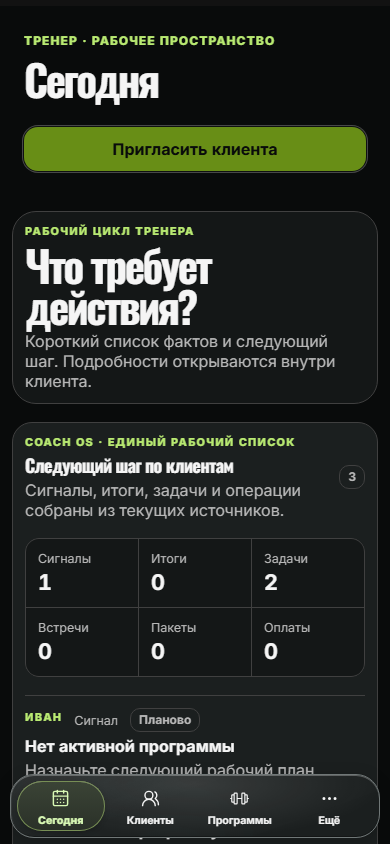 ТРЕНЕР · РАБОЧЕЕ ПРОСТРАНСТВО
Сегодня
Пригласить клиента
РАБОЧИЙ ЦИКЛ ТРЕНЕРА
Что требует
действия?
Короткий список фактов и следующий
шаг. Подробности открываются внутри
клиента.
COACH OS · ЕДИНЫЙ РАБОЧИЙ СПИСОК
Следующий шаг по клиентам
3
Сигналы, итоги, задачи и операции
собраны из текущих источников.
Сигналы Итоги Задачи
1 0 2
Встречи Пакеты Оплаты
0 0 0
ИВАН Сигнал Планово
Нет активной программы
Назначьте следующий рабочий план
Сегодня Клиенты Программы Ещё